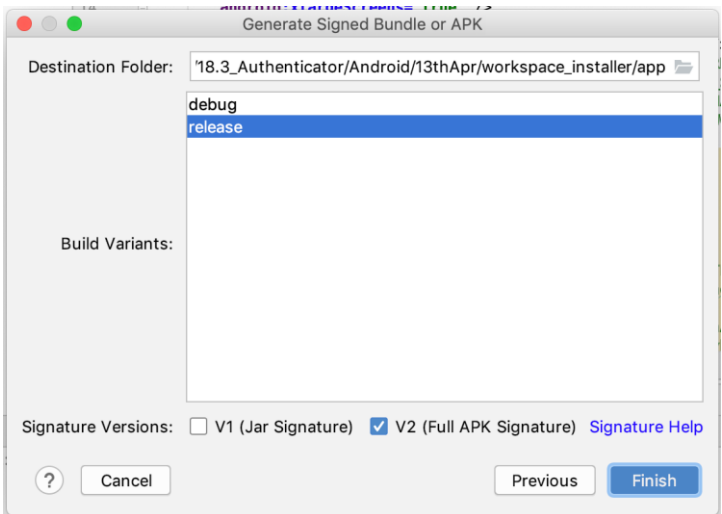 Generate Signed Bundle or APK
Destination Folder: '18.3_Authenticator/Android/13thApr/workspace_installer/app
debug
release
Build Variants:
Signature Versions: V1 (Jar Signature) V2 (Full APK Signature) Signature Help
? Cancel Previous Finish